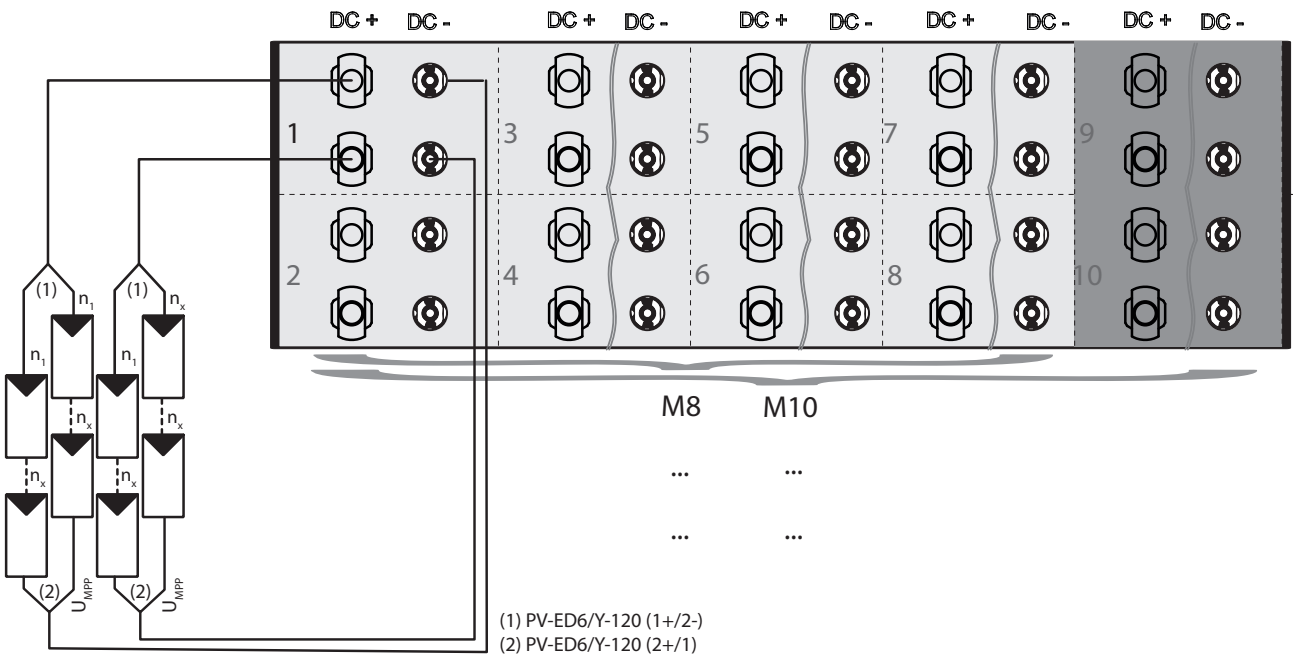 DC + DC - DC + DC - DC + DC - DC + DC - DC + DC -
1 3 5 7 9
2 4 6 8 10
(1) n₁ (1) nₓ
n₁ n₁
nₓ nₓ
nₓ nₓ
(2) U_MPP (2) U_MPP
M8 M10
... ...
... ...
(1) PV-ED6/Y-120 (1+/2-)
(2) PV-ED6/Y-120 (2+/1)